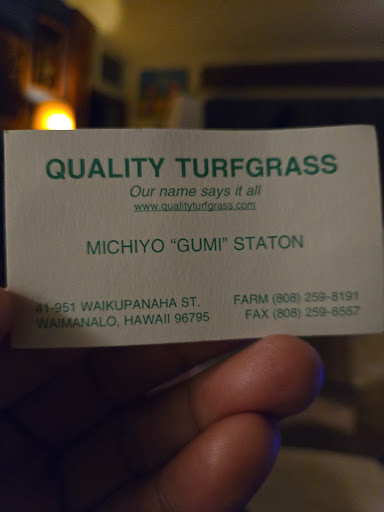 QUALITY TURFGRASS
Our name says it all
www.qualityturfgrass.com
MICHIYO “GUMI” STATON
41-951 WAIKUPANAHA ST. FARM (808) 259-8191
WAIMANALO, HAWAII 96795 FAX (808) 259-6557